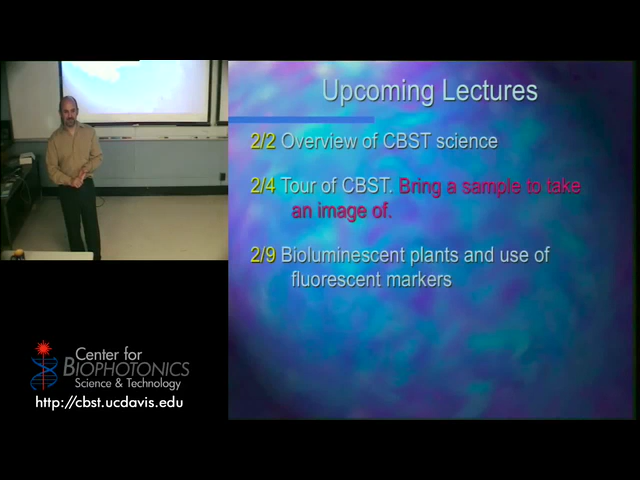 Upcoming Lectures
2/2 Overview of CBST science
2/4 Tour of CBST. Bring a sample to take
an image of.
2/9 Bioluminescent plants and use of
fluorescent markers
Center for
BIOPHOTONICS
Science & Technology
http://cbst.ucdavis.edu